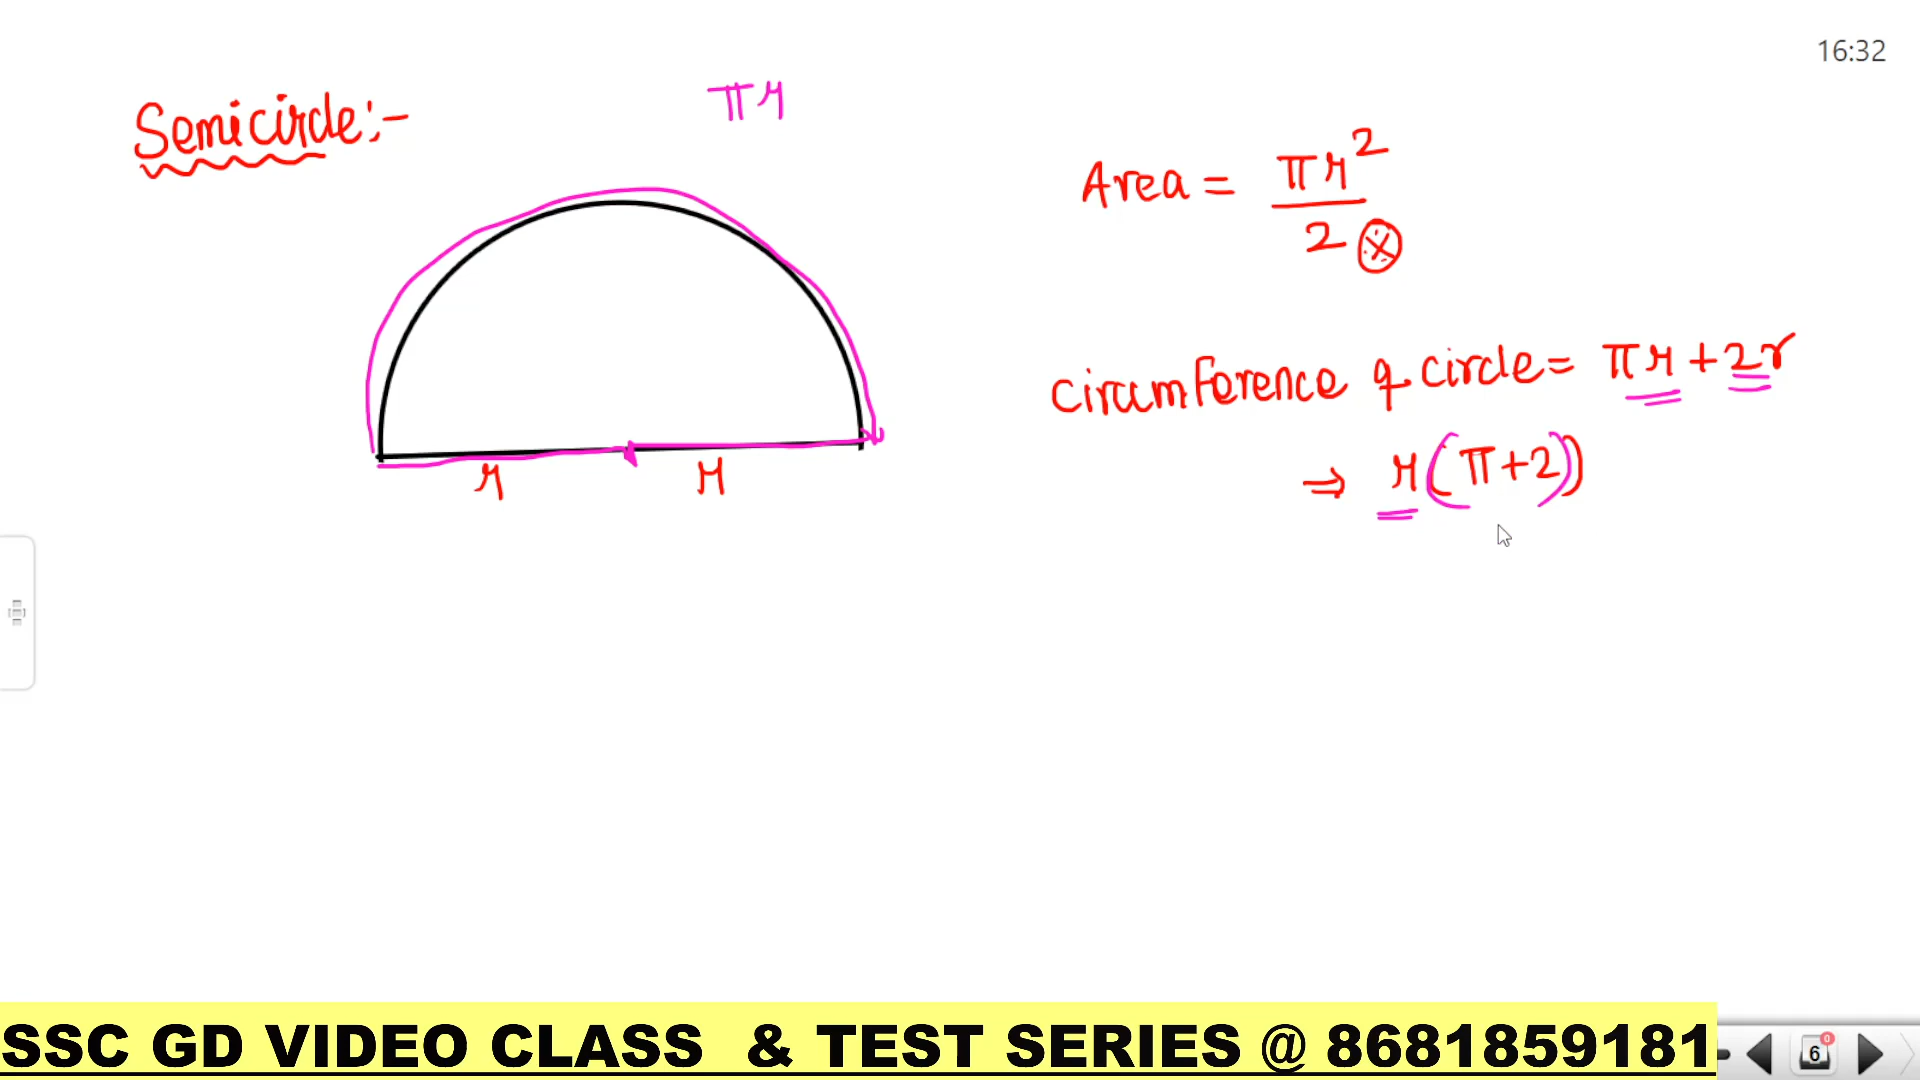 16:32
Semicircle:-
πr
Area = πr²/2
Circumference of circle = πr + 2r
⇒ r(π+2)
r r
SSC GD VIDEO CLASS & TEST SERIES @ 8681859181
6
0